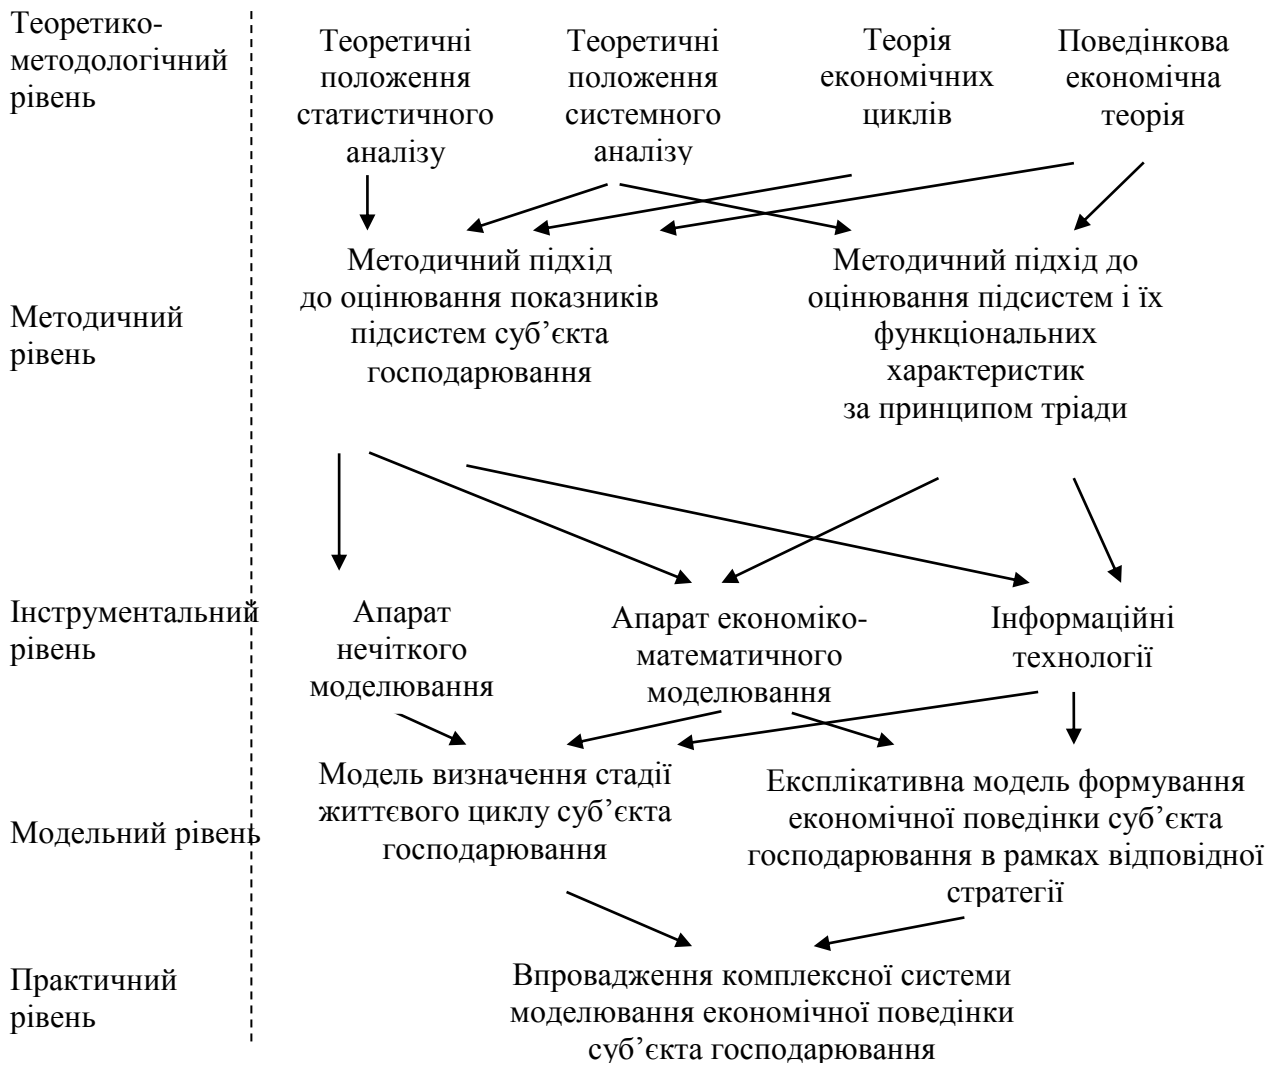 Теоретико-
методологічний
рівень
Теоретичні
положення
статистичного
аналізу
Теоретичні
положення
системного
аналізу
Теорія
економічних
циклів
Поведінкова
економічна
теорія
Методичний
рівень
Методичний підхід
до оцінювання показників
підсистем суб’єкта
господарювання
Методичний підхід до
оцінювання підсистем і їх
функціональних
характеристик
за принципом тріади
Інструментальний
рівень
Апарат
нечіткого
моделювання
Апарат економіко-
математичного
моделювання
Інформаційні
технології
Модельний рівень
Модель визначення стадії
життєвого циклу суб’єкта
господарювання
Експлікативна модель формування
економічної поведінки суб’єкта
господарювання в рамках відповідної
стратегії
Практичний
рівень
Впровадження комплексної системи
моделювання економічної поведінки
суб’єкта господарювання